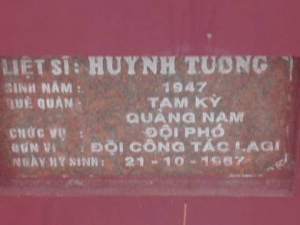 LIỆT SĨ: HUỲNH TƯỜNG
SINH NĂM: 1947
QUÊ QUÁN: TAM KỲ
QUẢNG NAM
CHỨC VỤ: ĐỘI PHÓ
ĐƠN VỊ: ĐỘI CÔNG TÁC LAGI
NGÀY HY SINH: 21-10-1967